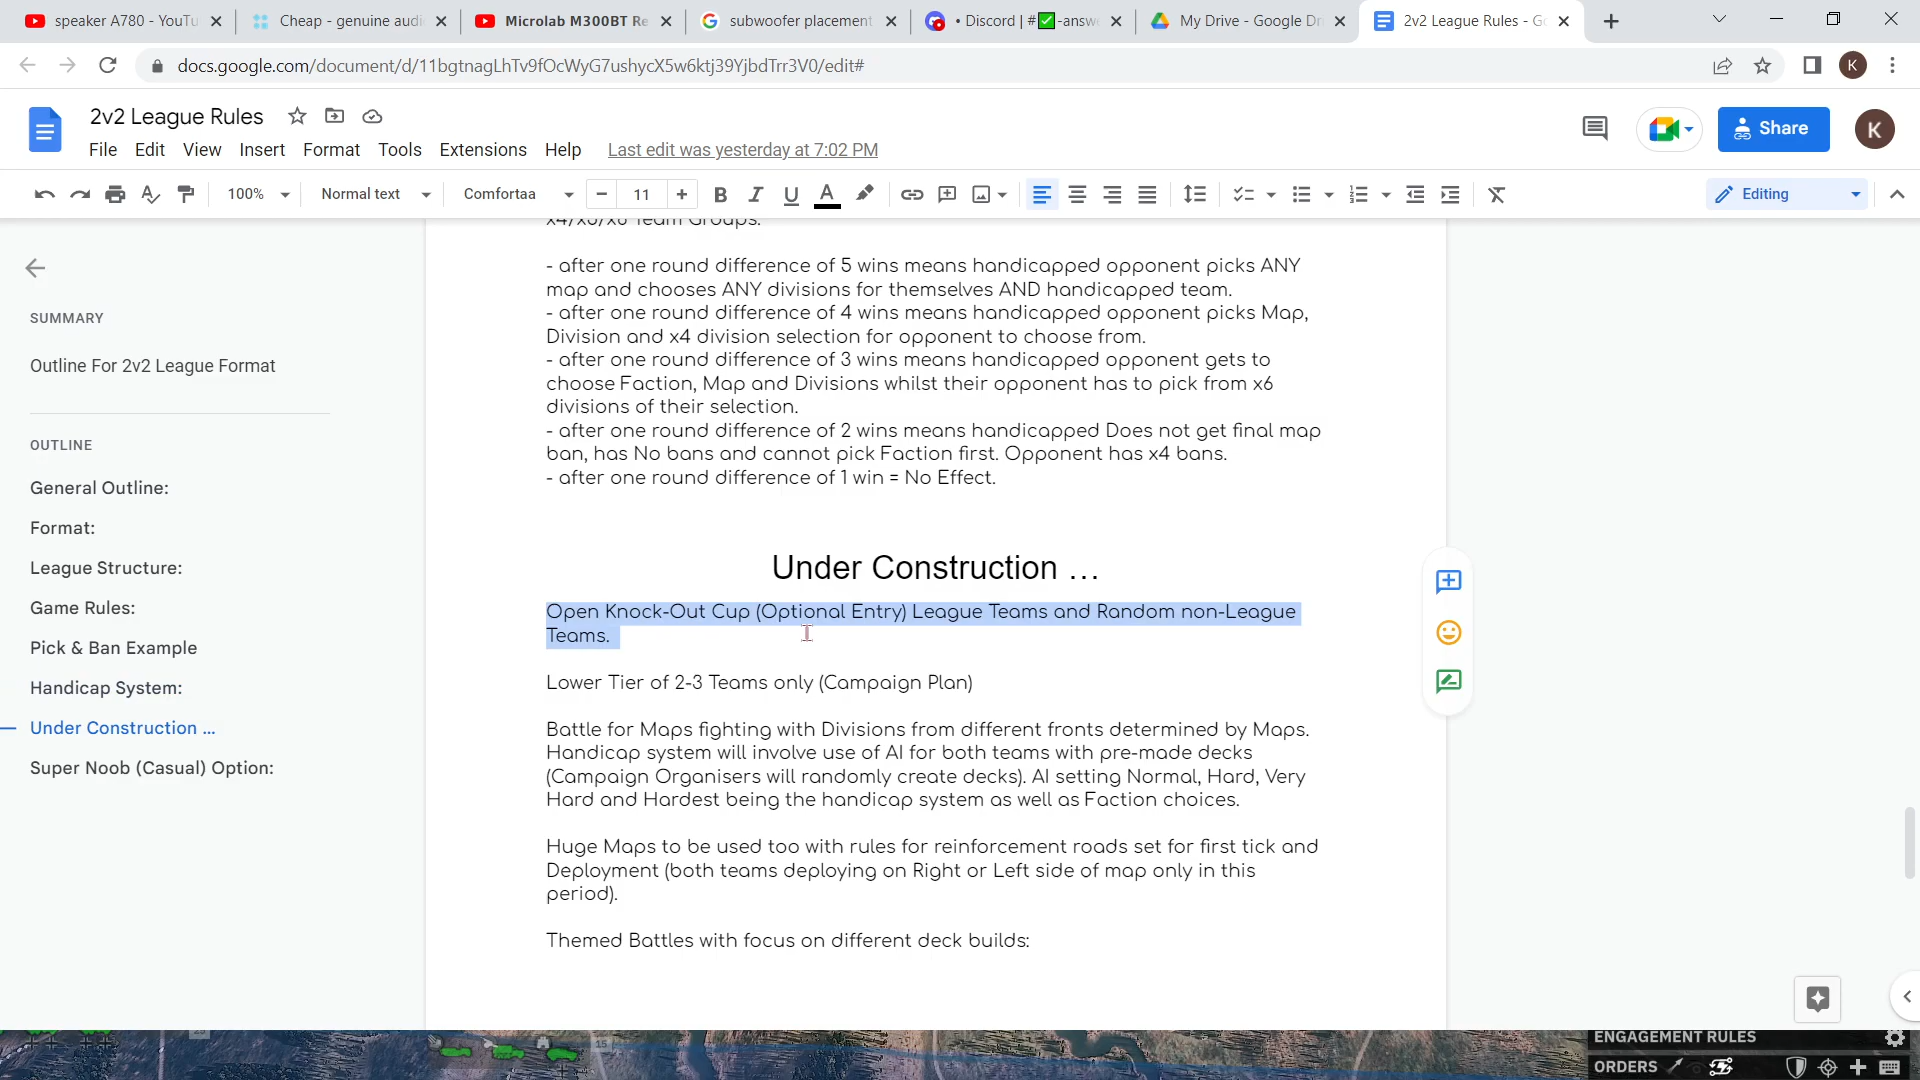 speaker A780 - YouTu
Cheap - genuine audi
Microlab M300BT Re
subwoofer placement
• Discord | #✅-answ
My Drive - Google Dr
2v2 League Rules - Go
docs.google.com/document/d/11bgtnagLhTv9fOcWyG7ushycX5w6ktj39YjbdTrr3V0/edit#
K
2v2 League Rules
File Edit View Insert Format Tools Extensions Help Last edit was yesterday at 7:02 PM
Share
K
100% Normal text Comfortaa 11
Editing
SUMMARY
Outline For 2v2 League Format
OUTLINE
General Outline:
Format:
League Structure:
Game Rules:
Pick & Ban Example
Handicap System:
Under Construction ...
Super Noob (Casual) Option:
x4/x5/x6 Team Groups.
- after one round difference of 5 wins means handicapped opponent picks ANY
map and chooses ANY divisions for themselves AND handicapped team.
- after one round difference of 4 wins means handicapped opponent picks Map,
Division and x4 division selection for opponent to choose from.
- after one round difference of 3 wins means handicapped opponent gets to
choose Faction, Map and Divisions whilst their opponent has to pick from x6
divisions of their selection.
- after one round difference of 2 wins means handicapped Does not get final map
ban, has No bans and cannot pick Faction first. Opponent has x4 bans.
- after one round difference of 1 win = No Effect.
Under Construction ...
Open Knock-Out Cup (Optional Entry) League Teams and Random non-League
Teams.
Lower Tier of 2-3 Teams only (Campaign Plan)
Battle for Maps fighting with Divisions from different fronts determined by Maps.
Handicap system will involve use of AI for both teams with pre-made decks
(Campaign Organisers will randomly create decks). AI setting Normal, Hard, Very
Hard and Hardest being the handicap system as well as Faction choices.
Huge Maps to be used too with rules for reinforcement roads set for first tick and
Deployment (both teams deploying on Right or Left side of map only in this
period).
Themed Battles with focus on different deck builds:
ENGAGEMENT RULES
ORDERS